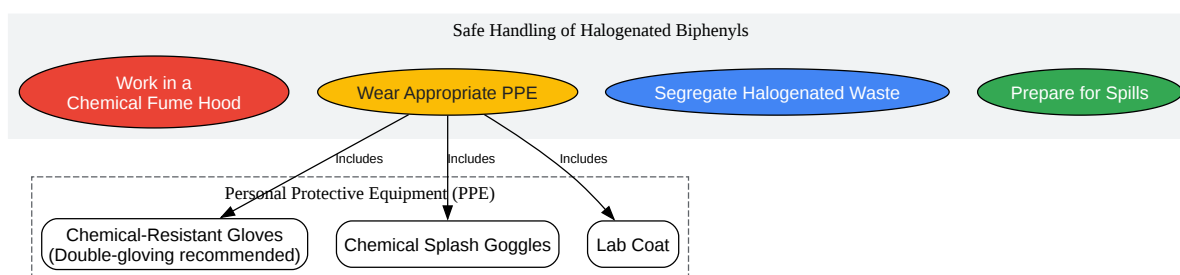 Safe Handling of Halogenated Biphenyls
Work in a
Chemical Fume Hood
Wear Appropriate PPE
Segregate Halogenated Waste
Prepare for Spills
Includes
Includes
Includes
Personal Protective Equipment (PPE)
Chemical-Resistant Gloves
(Double-gloving recommended)
Chemical Splash Goggles
Lab Coat